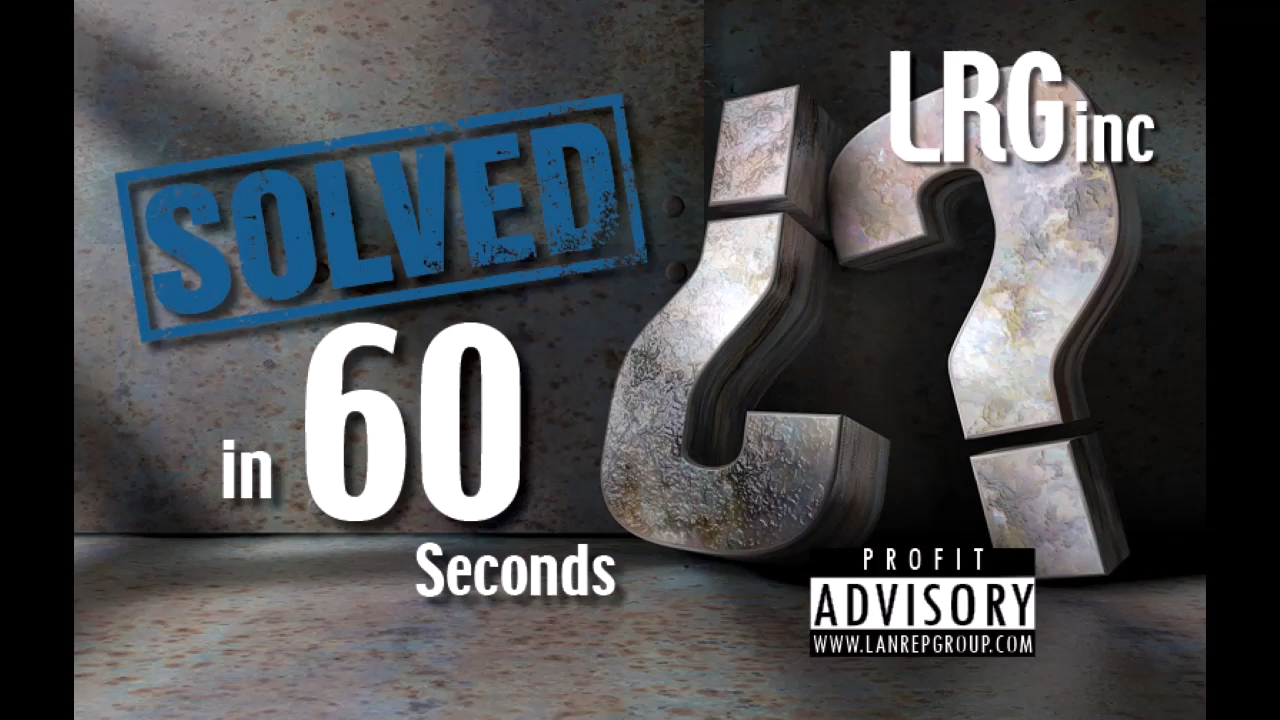 SOLVED
in 60
Seconds
¿?
LRG inc
PROFIT
ADVISORY
WWW.LANREPGROUP.COM